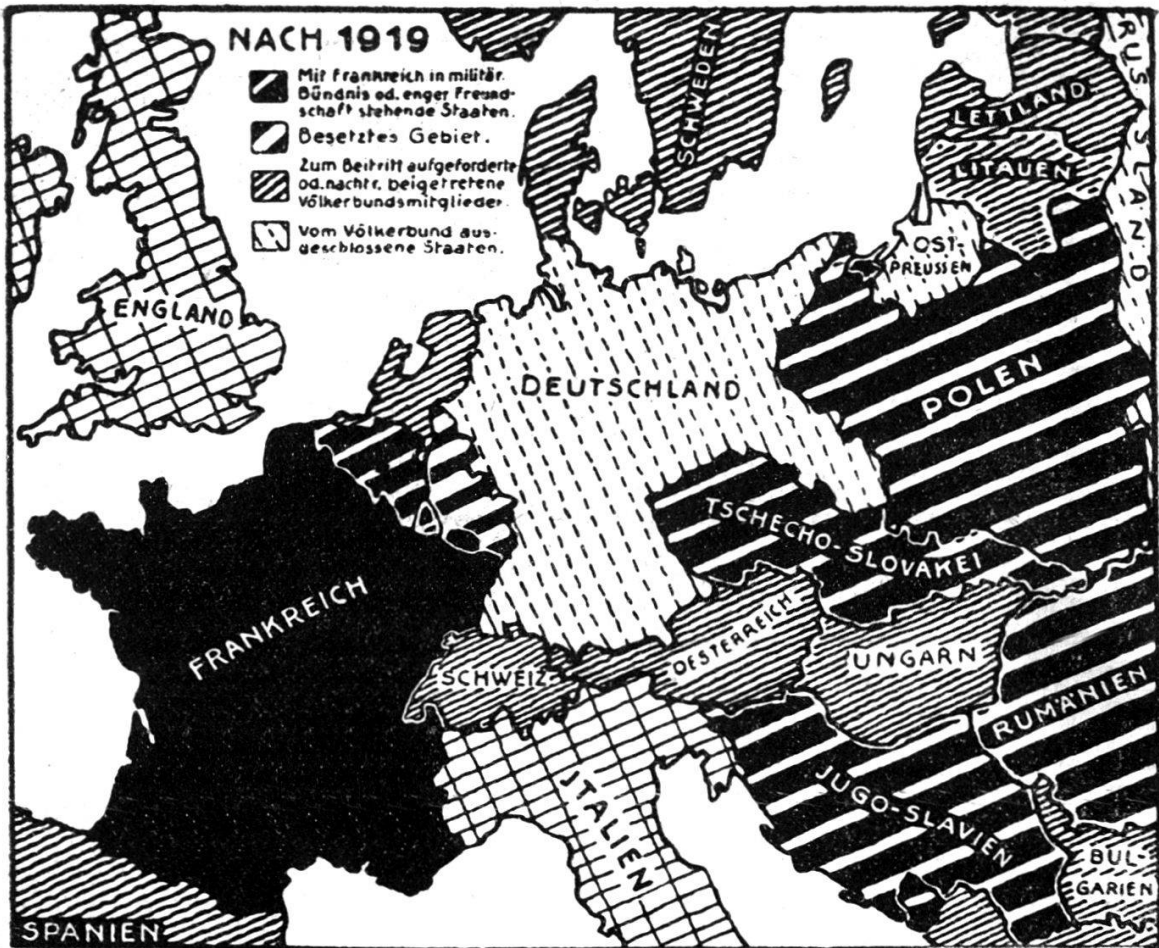 NACH 1919
Mit Frankreich in militär.
Bündnis od. enger Freund-
schaft stehende Staaten.
Besetztes Gebiet.
Zum Beitritt aufgeforderte
od. nachtr. beigetretene
Völkerbundsmitglieder.
Vom Völkerbund aus-
geschlossene Staaten.
SCHWEDEN
RUSSLAND
LETTLAND
LITAUEN
OST-
PREUSSEN
ENGLAND
DEUTSCHLAND
POLEN
TSCHECHO-SLOVAKEI
FRANKREICH
SCHWEIZ
OESTERREICH
UNGARN
RUMÄNIEN
JTALIEN
JUGO-SLAVIEN
BUL-
GARIEN
SPANIEN